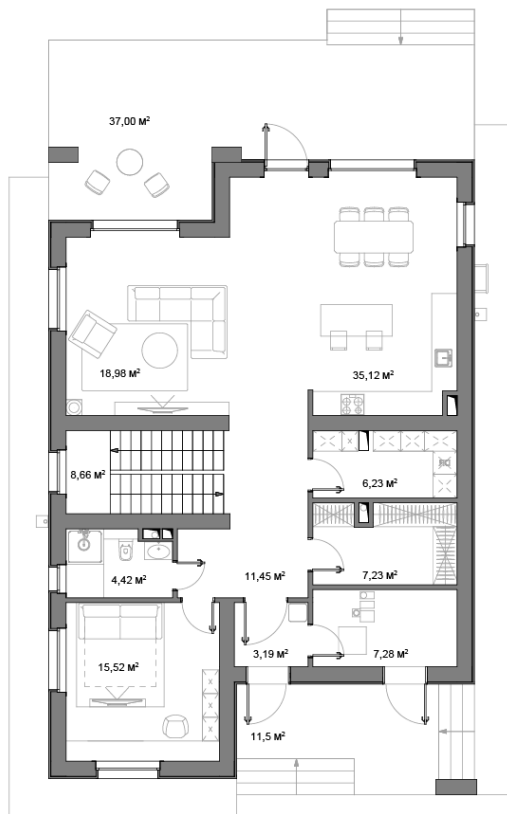 37,00 м²
18,98 м²
35,12 м²
8,66 м²
6,23 м²
4,42 м²
11,45 м²
7,23 м²
15,52 м²
3,19 м²
7,28 м²
11,5 м²